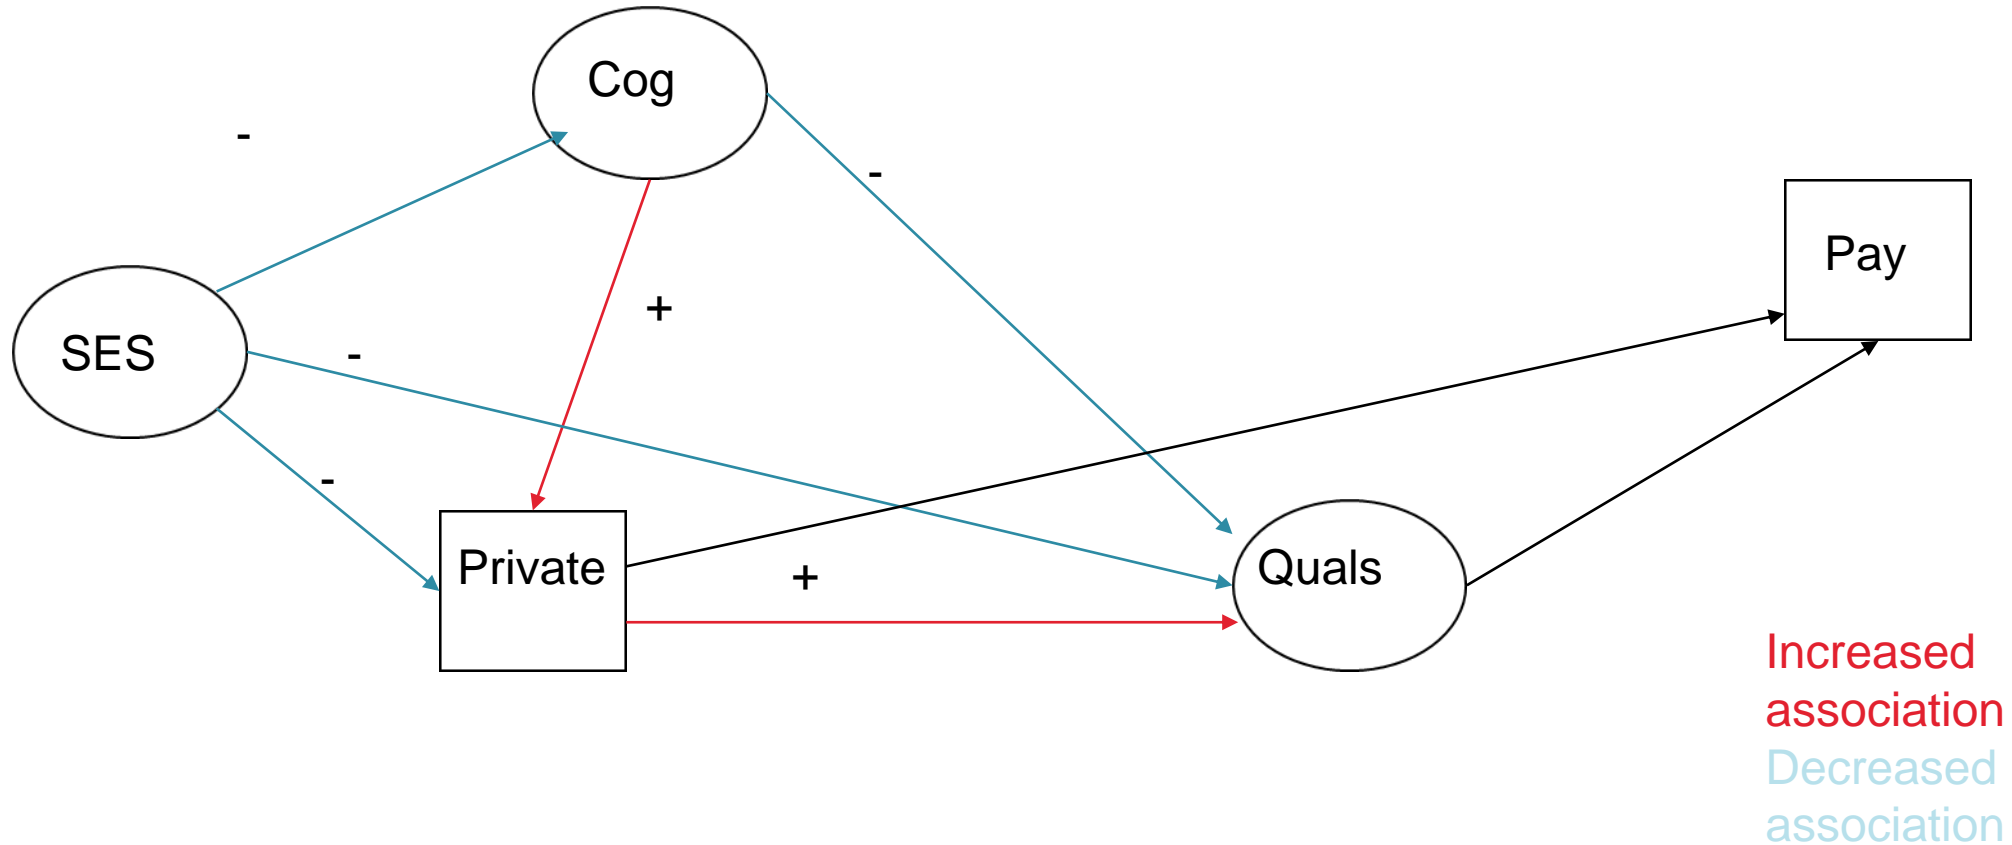 Cog
-
-
Pay
+
SES
-
-
Private
+
Quals
Increased
association
Decreased
association